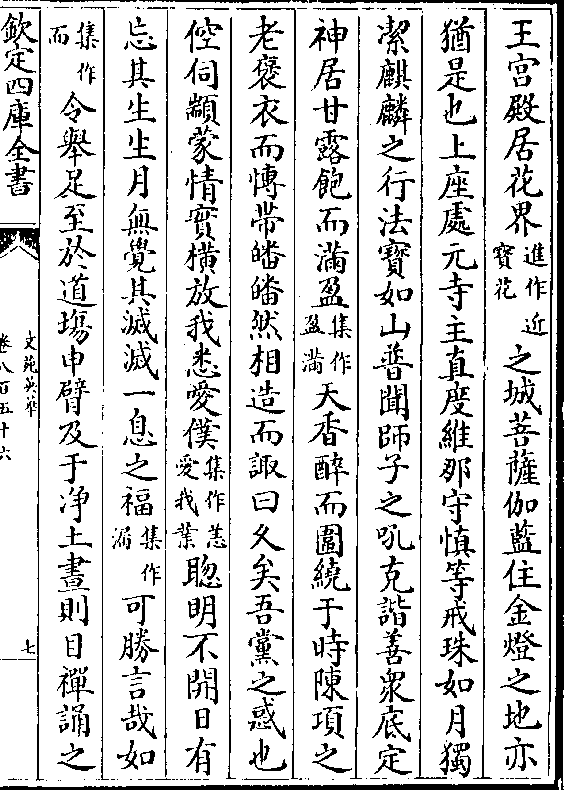 王宫殿居花界進作近寳花之城菩薩伽藍住金燈之地亦
猶是也上座處元寺主真度維那守慎等戒珠如月獨
潔麒麟之行法寳如山普聞師子之吼克諧善衆底定
神居甘露飽而滿盈集作盈滿天香醉而圍繞于時陳項之
老褒衣而慱帶皤皤然相造而諏曰久矣吾黨之惑也
倥侗顓蒙情實橫放我悉愛僕集作恙愛我業聦明不開日有
忘其生生月無覺其滅滅一息之福集作漏可勝言哉如
集作而令舉足至於道塲申臂及于净土晝則目禪誦之
欽定四庫全書
文苑英華
卷八百五十六
七